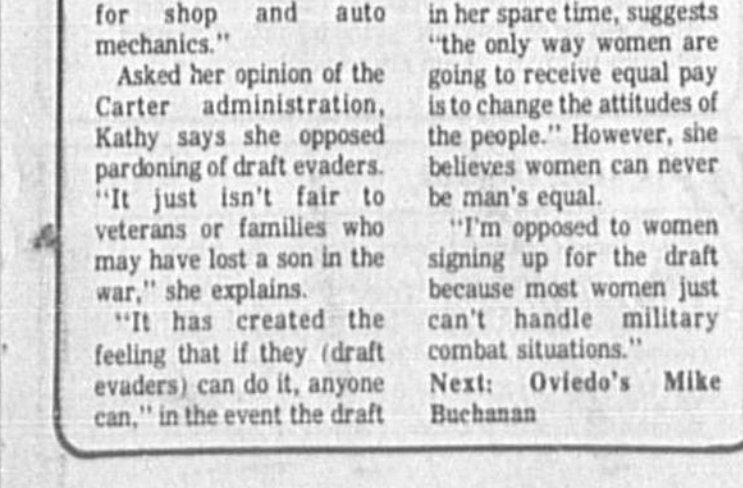 for shop and auto
mechanics."
Asked her opinion of the
Carter administration,
Kathy says she opposed
pardoning of draft evaders.
"It just isn't fair to
veterans or families who
may have lost a son in the
war," she explains.
"It has created the
feeling that if they (draft
evaders) can do it, anyone
can," in the event the draft
in her spare time, suggests
"the only way women are
going to receive equal pay
is to change the attitudes of
the people." However, she
believes women can never
be man's equal.
"I'm opposed to women
signing up for the draft
because most women just
can't handle military
combat situations."
Next: Oviedo's Mike
Buchanan